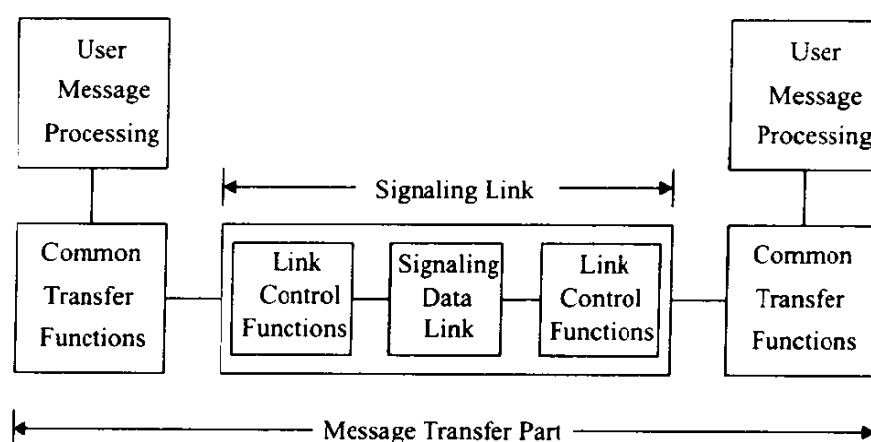 User
Message
Processing
User
Message
Processing
Signaling Link
Common
Transfer
Functions
Link
Control
Functions
Signaling
Data
Link
Link
Control
Functions
Common
Transfer
Functions
Message Transfer Part